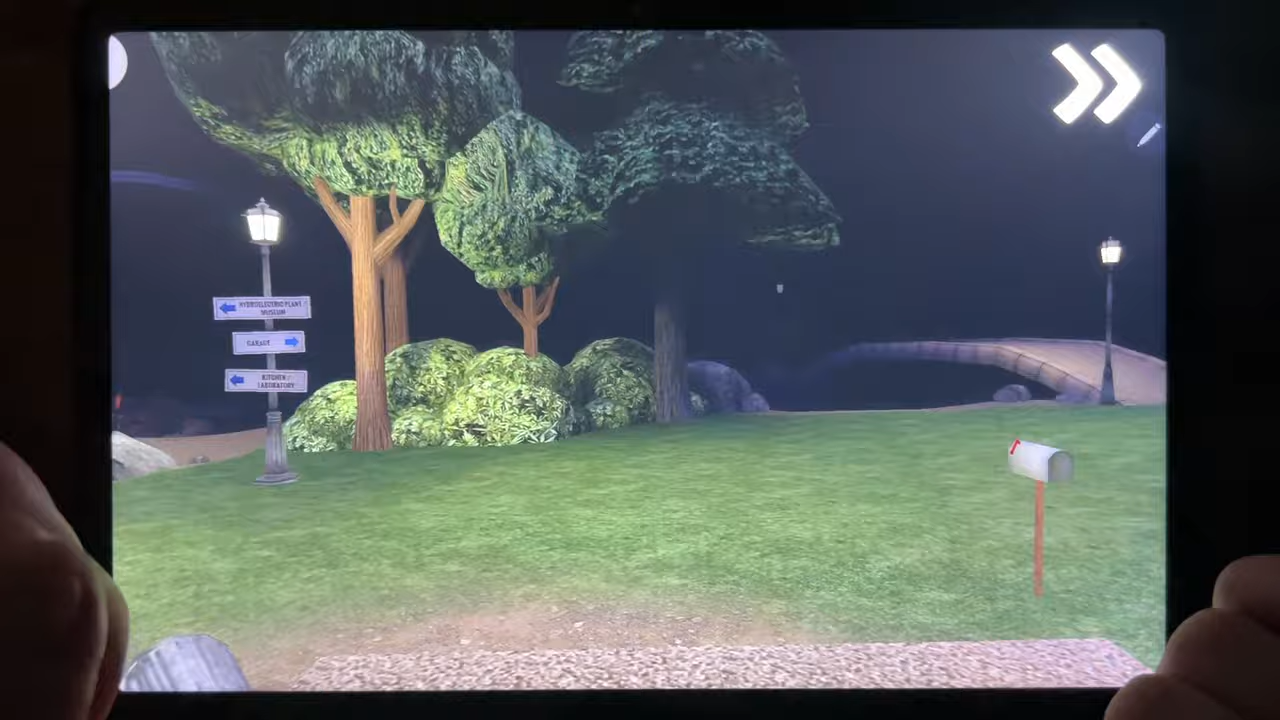 HYDROELECTRIC PLANT /
MUSEUM
GARAGE
KITCHEN /
LABORATORY